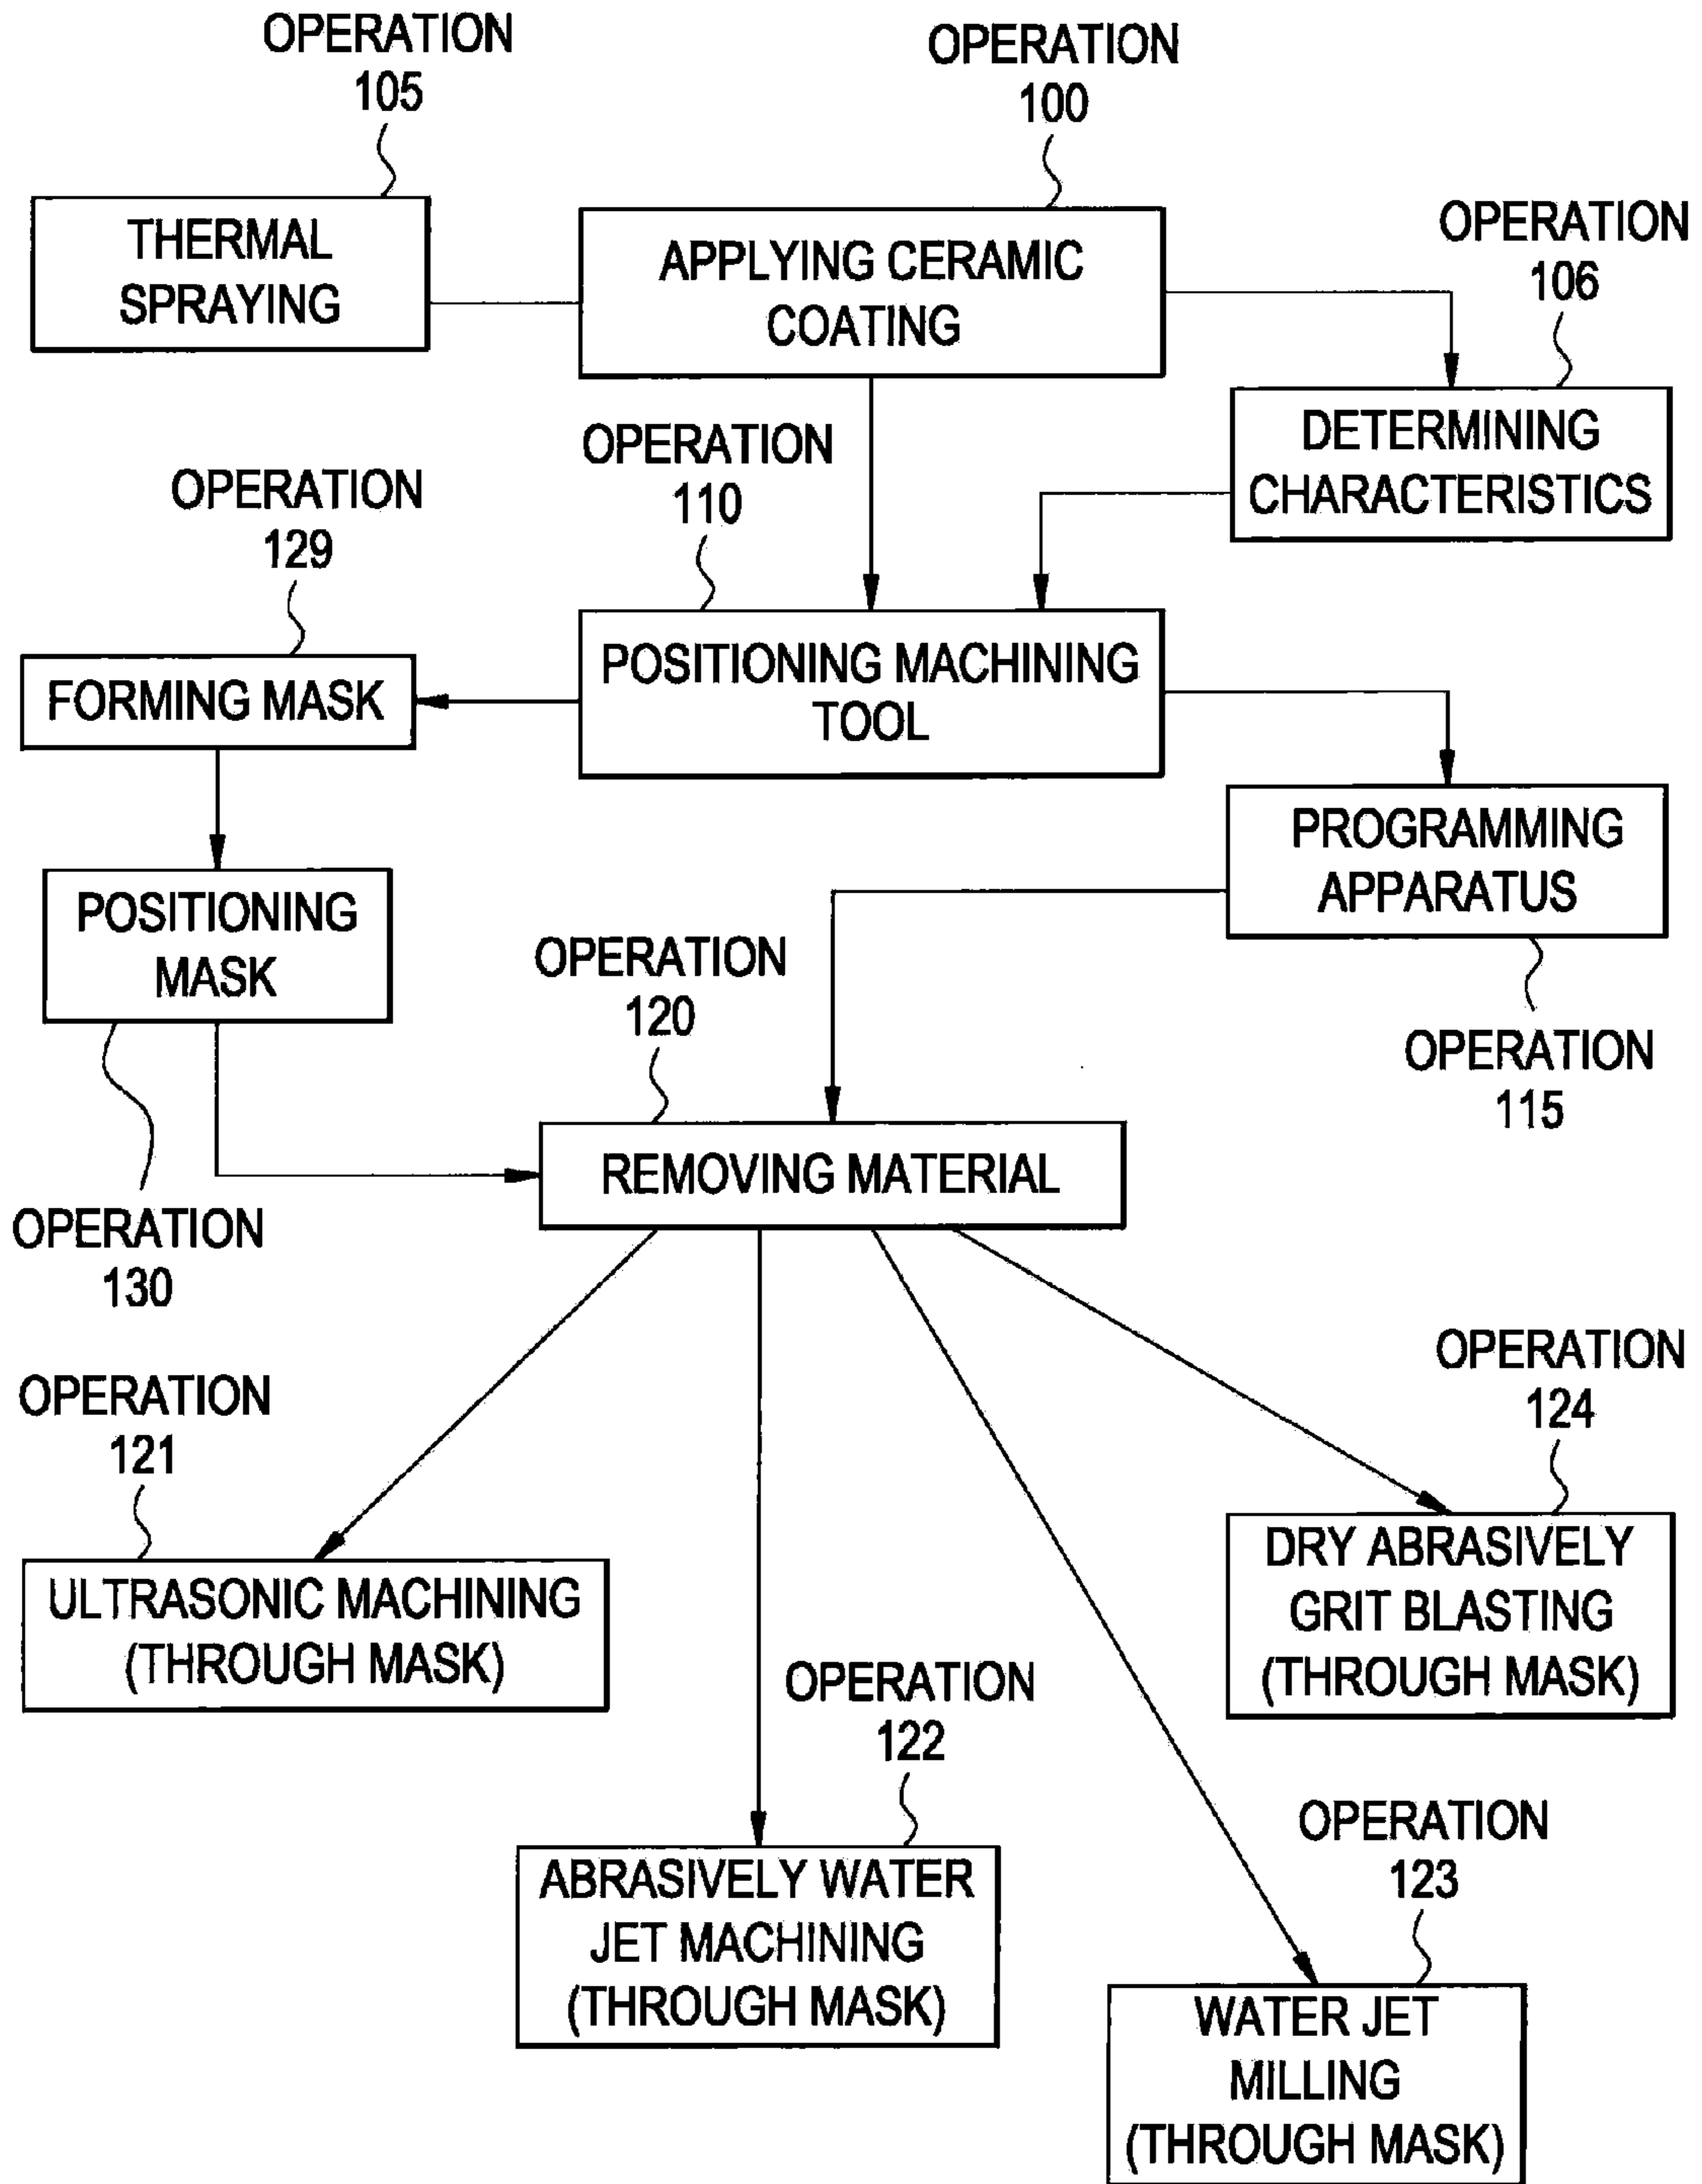 OPERATION
105
OPERATION
100
THERMAL
SPRAYING
APPLYING CERAMIC
COATING
OPERATION
106
DETERMINING
CHARACTERISTICS
OPERATION
110
OPERATION
129
FORMING MASK
POSITIONING MACHINING
TOOL
PROGRAMMING
APPARATUS
OPERATION
115
POSITIONING
MASK
OPERATION
130
OPERATION
120
REMOVING MATERIAL
OPERATION
121
ULTRASONIC MACHINING
(THROUGH MASK)
OPERATION
124
DRY ABRASIVELY
GRIT BLASTING
(THROUGH MASK)
OPERATION
122
ABRASIVELY WATER
JET MACHINING
(THROUGH MASK)
OPERATION
123
WATER JET
MILLING
(THROUGH MASK)